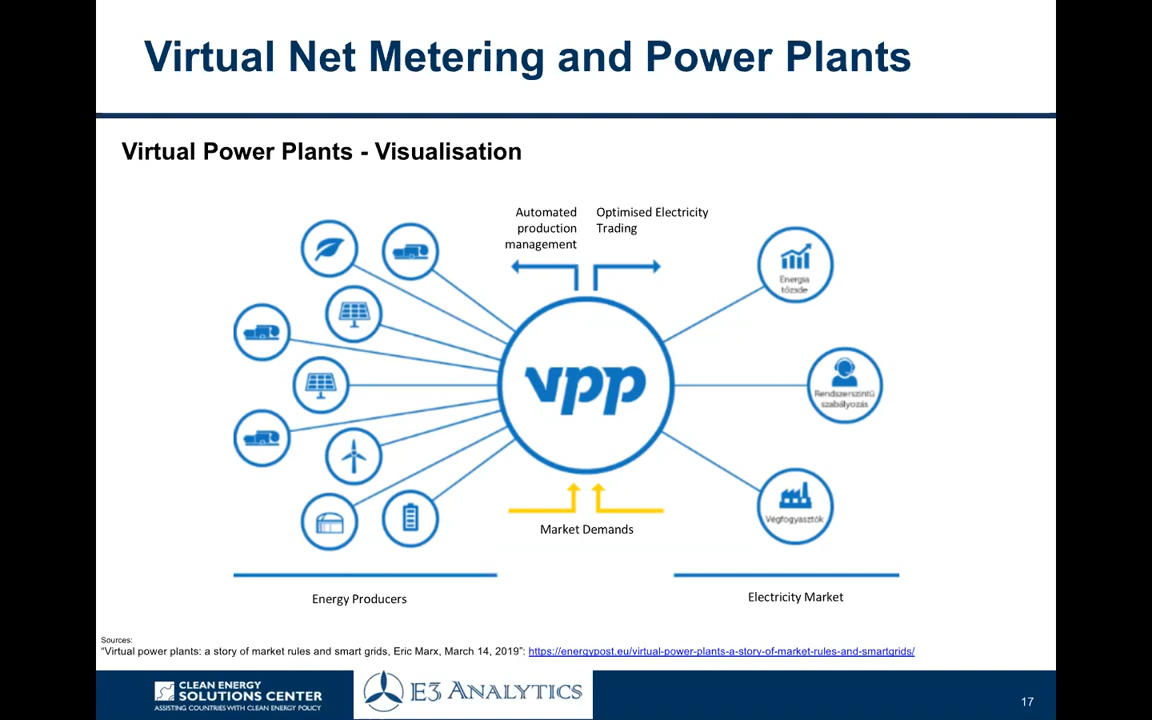 Virtual Net Metering and Power Plants
Virtual Power Plants - Visualisation
Automated
production
management
Optimised Electricity
Trading
Energia
tőzsde
vpp
Rendszerszintű
szabályozás
Végfogyasztók
Market Demands
Energy Producers
Electricity Market
Sources:
“Virtual power plants: a story of market rules and smart grids, Eric Marx, March 14, 2019”: https://energypost.eu/virtual-power-plants-a-story-of-market-rules-and-smartgrids/
CLEAN ENERGY
SOLUTIONS CENTER
ASSISTING COUNTRIES WITH CLEAN ENERGY POLICY
E3 ANALYTICS
17